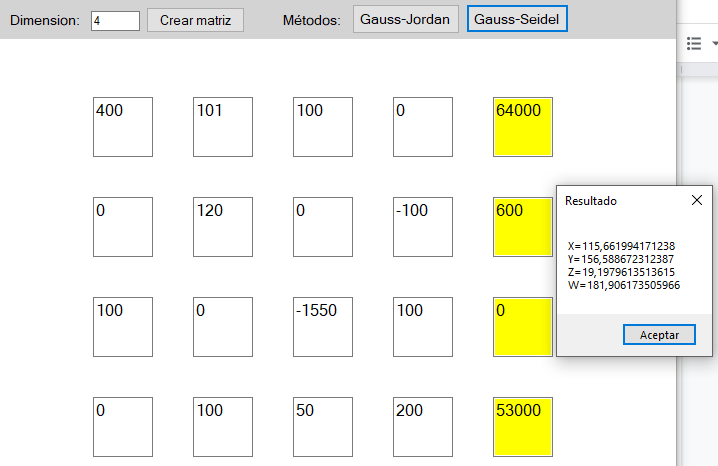 Dimension: 4 Crear matriz Métodos: Gauss-Jordan Gauss-Seidel
400 101 100 0 64000
0 120 0 -100 600
Resultado
X=115,661994171238
Y=156,588672312387
Z=19,1979613513615
W=181,906173505966
Aceptar
100 0 -1550 100 0
0 100 50 200 53000